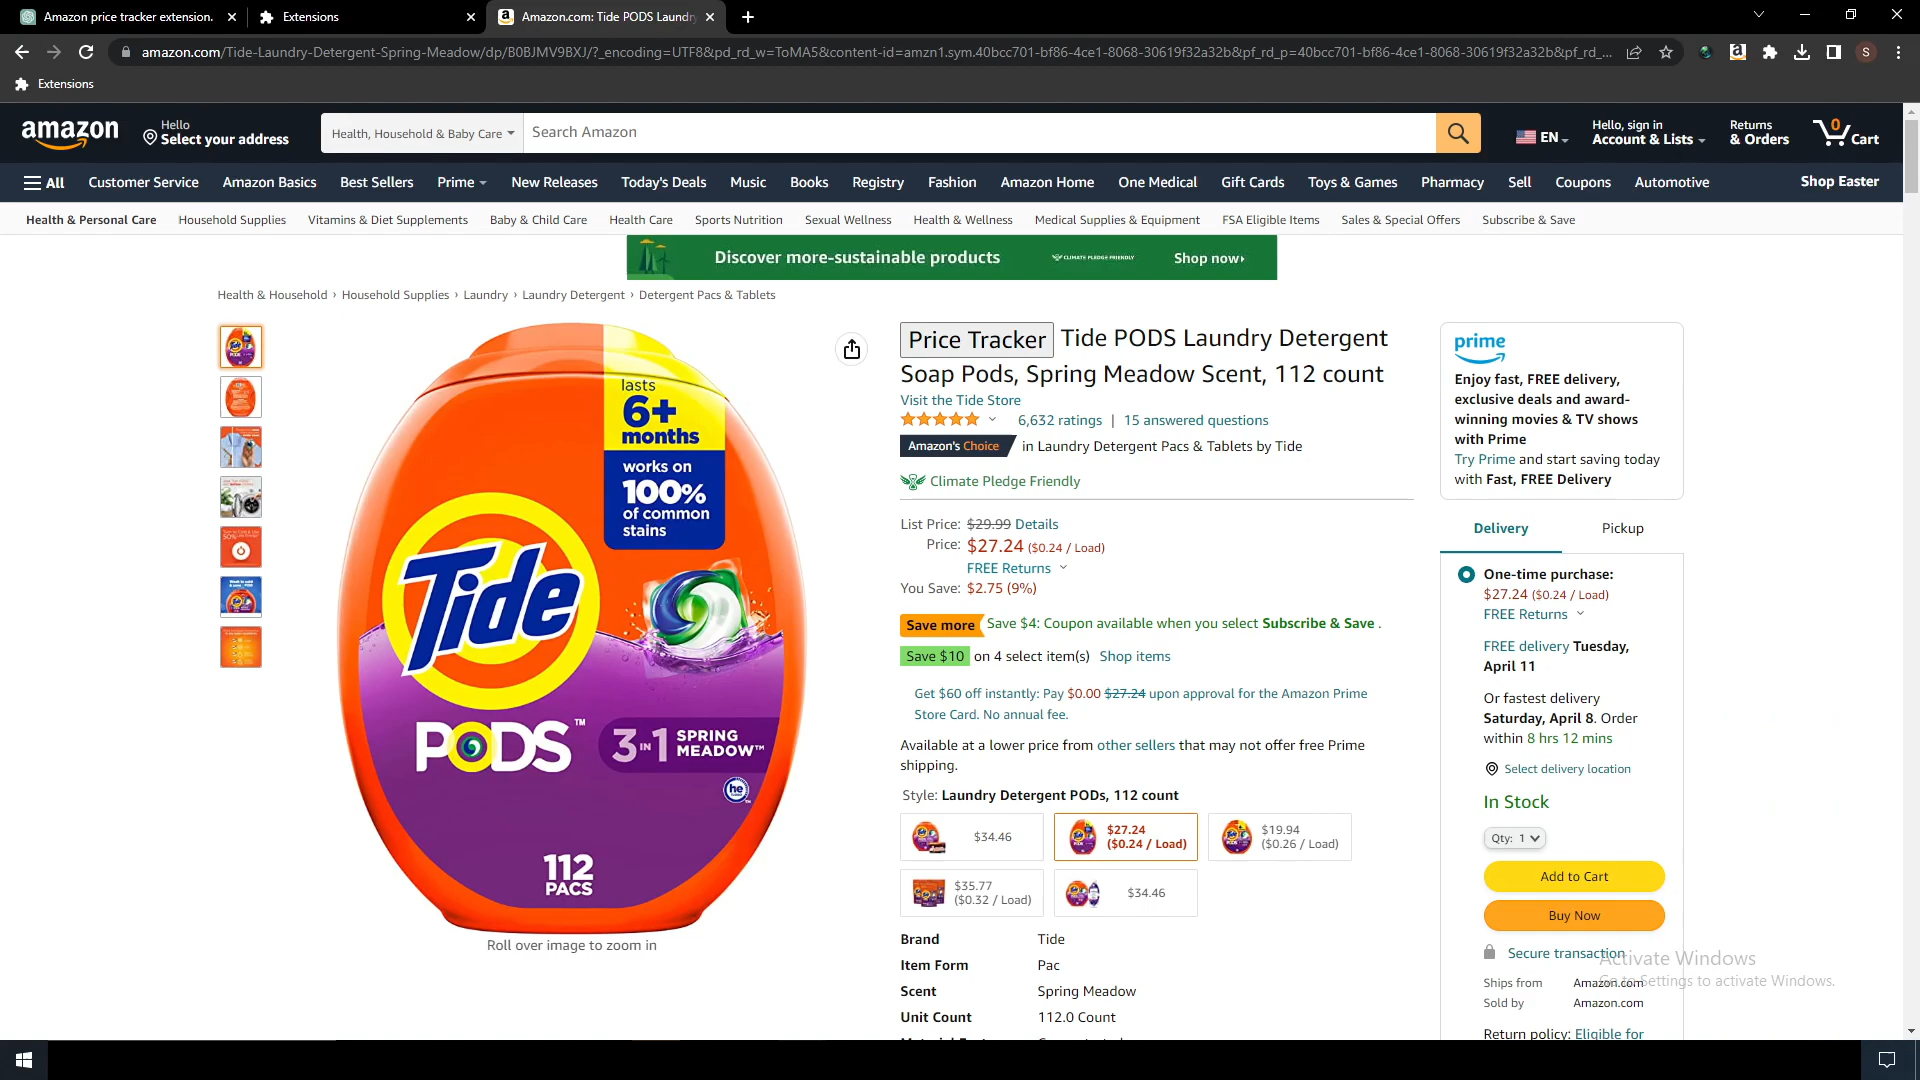 Amazon price tracker extension.
Extensions
Amazon.com: Tide PODS Laundr
amazon.com/Tide-Laundry-Detergent-Spring-Meadow/dp/B0BJMV9BXJ/?_encoding=UTF8&pd_rd_w=ToMA5&content-id=amzn1.sym.40bcc701-bf86-4ce1-8068-30619f32a32b&pf_rd_p=40bcc701-bf86-4ce1-8068-30619f32a32b&pf_rd_...
S
Extensions
amazon
Hello
Select your address
Health, Household & Baby Care
Search Amazon
EN
Hello, sign in
Account & Lists
Returns
& Orders
0
Cart
All
Customer Service
Amazon Basics
Best Sellers
Prime
New Releases
Today's Deals
Music
Books
Registry
Fashion
Amazon Home
One Medical
Gift Cards
Toys & Games
Pharmacy
Sell
Coupons
Automotive
Shop Easter
Health & Personal Care
Household Supplies
Vitamins & Diet Supplements
Baby & Child Care
Health Care
Sports Nutrition
Sexual Wellness
Health & Wellness
Medical Supplies & Equipment
FSA Eligible Items
Sales & Special Offers
Subscribe & Save
Discover more-sustainable products
CLIMATE PLEDGE FRIENDLY
Shop now
Health & Household › Household Supplies › Laundry › Laundry Detergent › Detergent Pacs & Tablets
lasts
6+
months
works on
100%
of common
stains
Tide
PODS™
3 IN 1 SPRING
MEADOW™
he
112
PACS
Roll over image to zoom in
Price Tracker Tide PODS Laundry Detergent
Soap Pods, Spring Meadow Scent, 112 count
Visit the Tide Store
6,632 ratings | 15 answered questions
Amazon's Choice in Laundry Detergent Pacs & Tablets by Tide
Climate Pledge Friendly
List Price: $29.99 Details
Price: $27.24 ($0.24 / Load)
FREE Returns
You Save: $2.75 (9%)
Save more Save $4: Coupon available when you select Subscribe & Save .
Save $10 on 4 select item(s) Shop items
Get $60 off instantly: Pay $0.00 $27.24 upon approval for the Amazon Prime
Store Card. No annual fee.
Available at a lower price from other sellers that may not offer free Prime
shipping.
Style: Laundry Detergent PODs, 112 count
$34.46
$27.24
($0.24 / Load)
$19.94
($0.26 / Load)
$35.77
($0.32 / Load)
$34.46
Brand Tide
Item Form Pac
Scent Spring Meadow
Unit Count 112.0 Count
prime
Enjoy fast, FREE delivery,
exclusive deals and award-
winning movies & TV shows
with Prime
Try Prime and start saving today
with Fast, FREE Delivery
Delivery
Pickup
One-time purchase:
$27.24 ($0.24 / Load)
FREE Returns
FREE delivery Tuesday,
April 11
Or fastest delivery
Saturday, April 8. Order
within 8 hrs 12 mins
Select delivery location
In Stock
Qty: 1
Add to Cart
Buy Now
Secure transaction
Activate Windows
Go to Settings to activate Windows.
Ships from Amazon.com
Sold by Amazon.com
Return policy: Eligible for